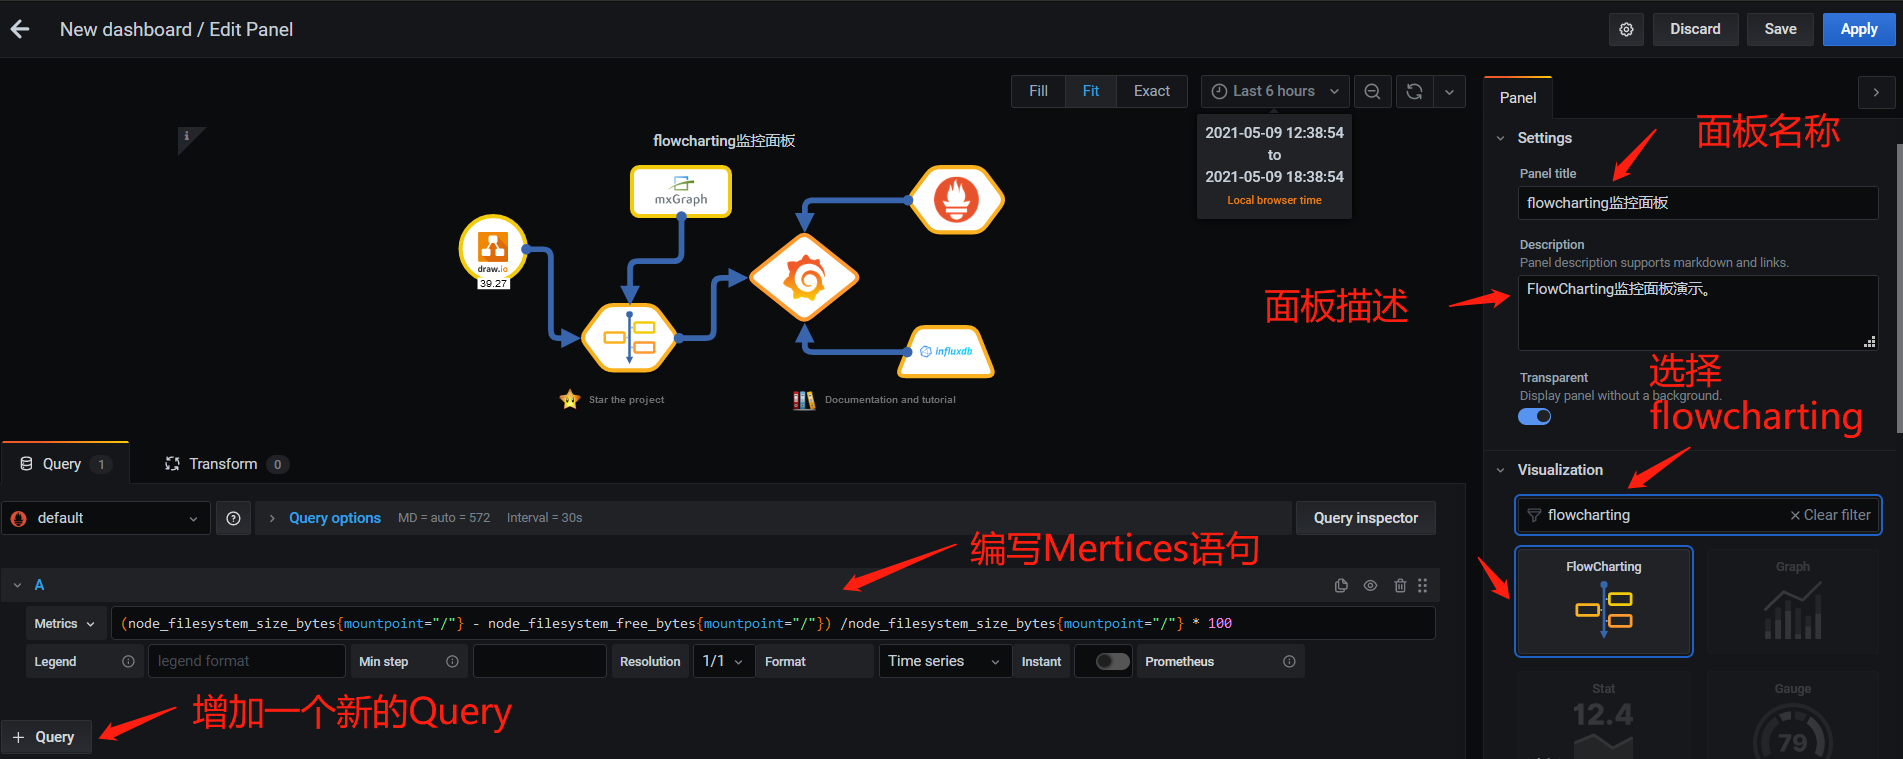 New dashboard / Edit Panel
Discard
Save
Apply
Fill
Fit
Exact
Last 6 hours
2021-05-09 12:38:54
to
2021-05-09 18:38:54
Local browser time
flowcharting监控面板
mxGraph
draw.io
39.27
influxdb
Star the project
Documentation and tutorial
Panel
Settings
面板名称
Panel title
flowcharting监控面板
Description
Panel description supports markdown and links.
面板描述
FlowCharting监控面板演示。
选择
flowcharting
Transparent
Display panel without a background.
Visualization
flowcharting
Clear filter
FlowCharting
Graph
Stat
12.4
Gauge
79
Query 1
Transform 0
default
Query options
MD = auto = 572
Interval = 30s
Query inspector
编写Mertices语句
A
Metrics
(node_filesystem_size_bytes{mountpoint="/"} - node_filesystem_free_bytes{mountpoint="/"}) /node_filesystem_size_bytes{mountpoint="/"} * 100
Legend
legend format
Min step
Resolution
1/1
Format
Time series
Instant
Prometheus
增加一个新的Query
+ Query